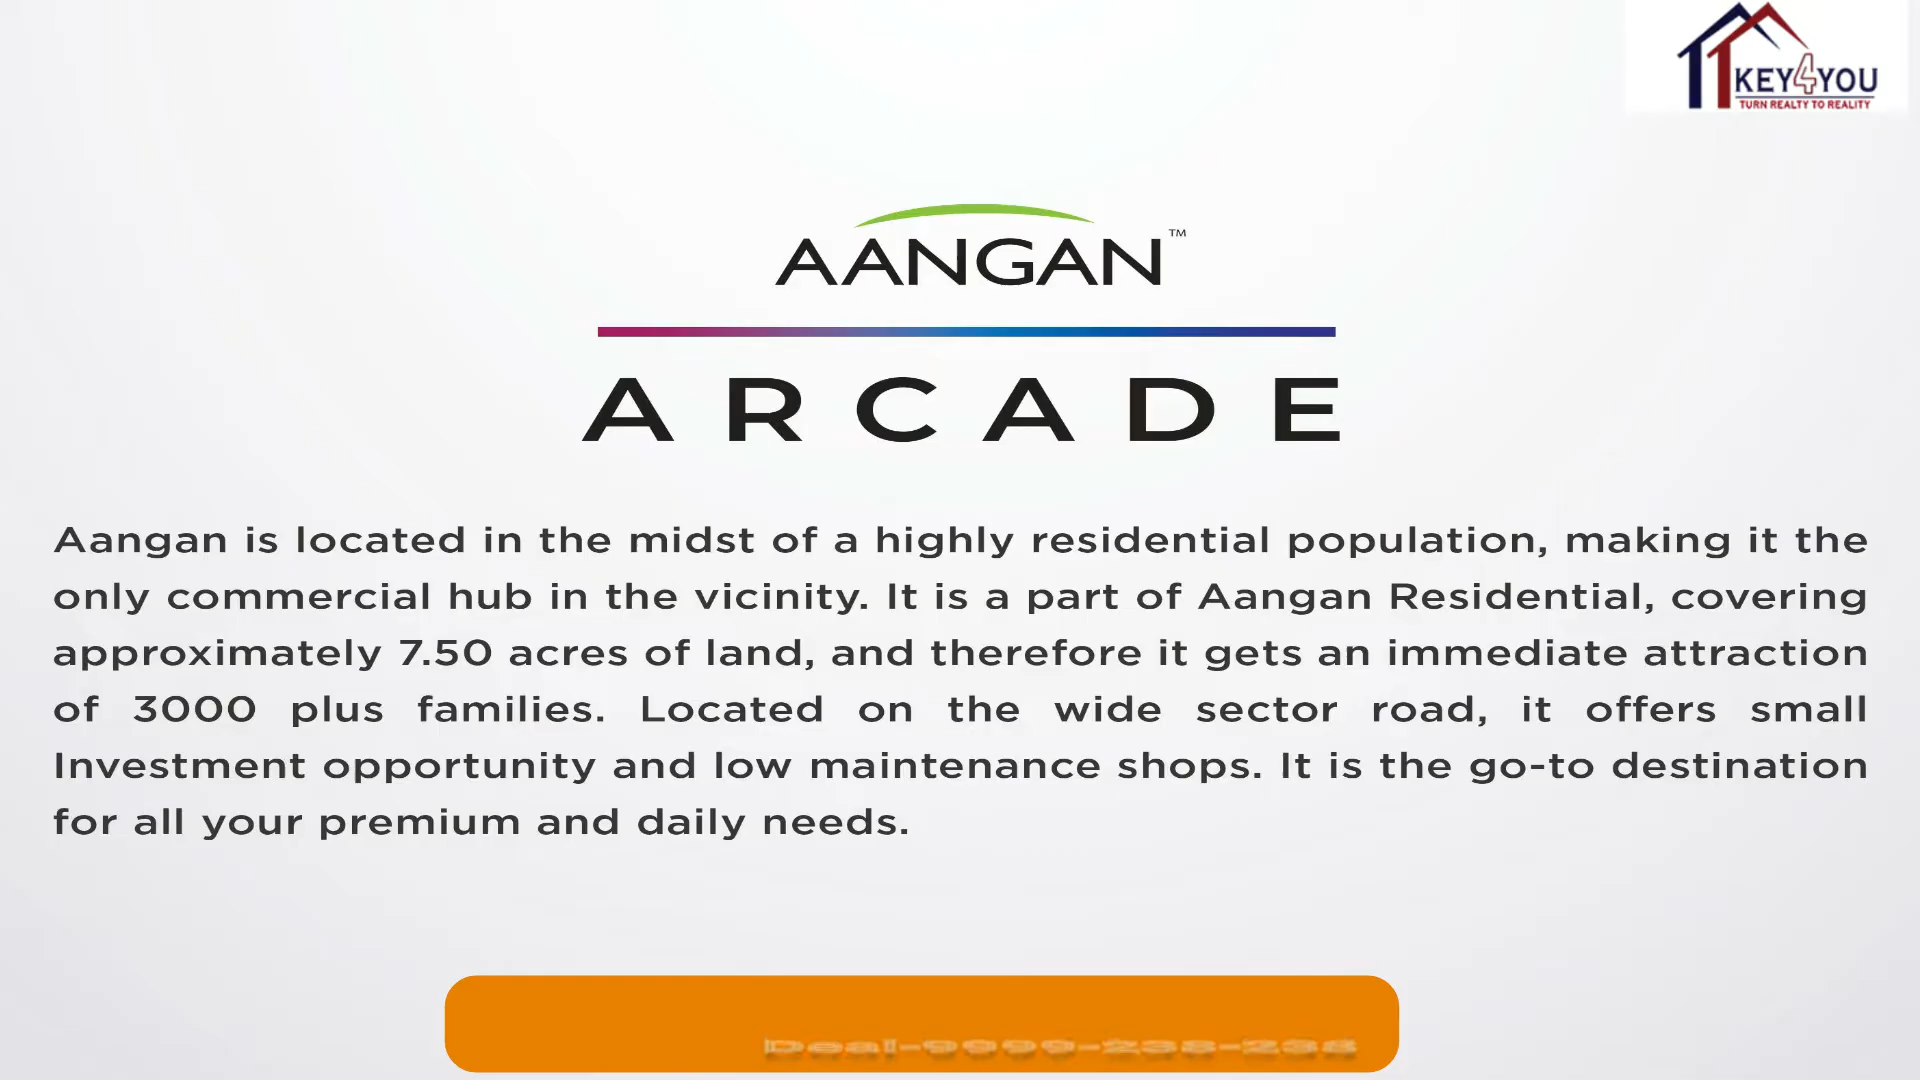 KEY4YOU
TURN REALTY TO REALITY
AANGAN™
ARCADE
Aangan is located in the midst of a highly residential population, making it the
only commercial hub in the vicinity. It is a part of Aangan Residential, covering
approximately 7.50 acres of land, and therefore it gets an immediate attraction
of 3000 plus families. Located on the wide sector road, it offers small
Investment opportunity and low maintenance shops. It is the go-to destination
for all your premium and daily needs.
Deal-9999-238-238